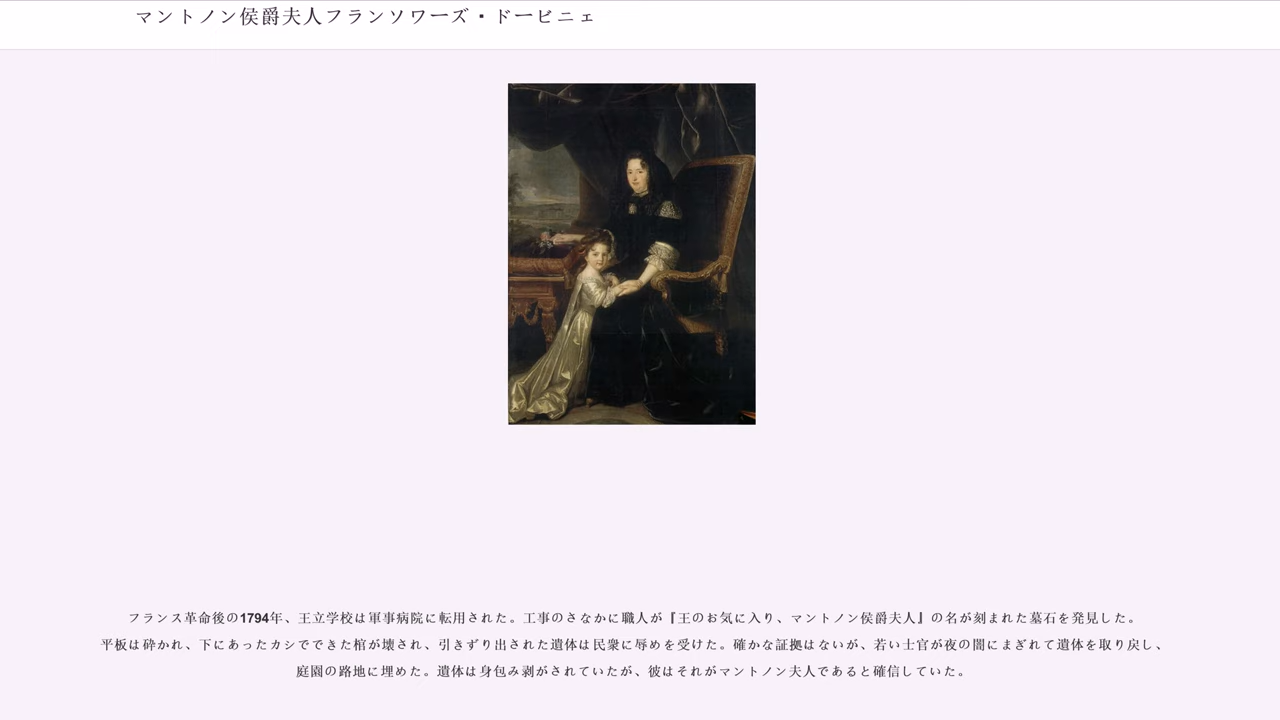 マントノン侯爵夫人フランソワーズ・ドービニェ
フランス革命後の1794年、王立学校は軍事病院に転用された。工事のさなかに職人が『王のお気に入り、マントノン侯爵夫人』の名が刻まれた墓石を発見した。
平板は砕かれ、下にあったカシでできた棺が壊され、引きずり出された遺体は民衆に辱めを受けた。確かな証拠はないが、若い士官が夜の闇にまぎれて遺体を取り戻し、
庭園の路地に埋めた。遺体は身包み剥がされていたが、彼はそれがマントノン夫人であると確信していた。